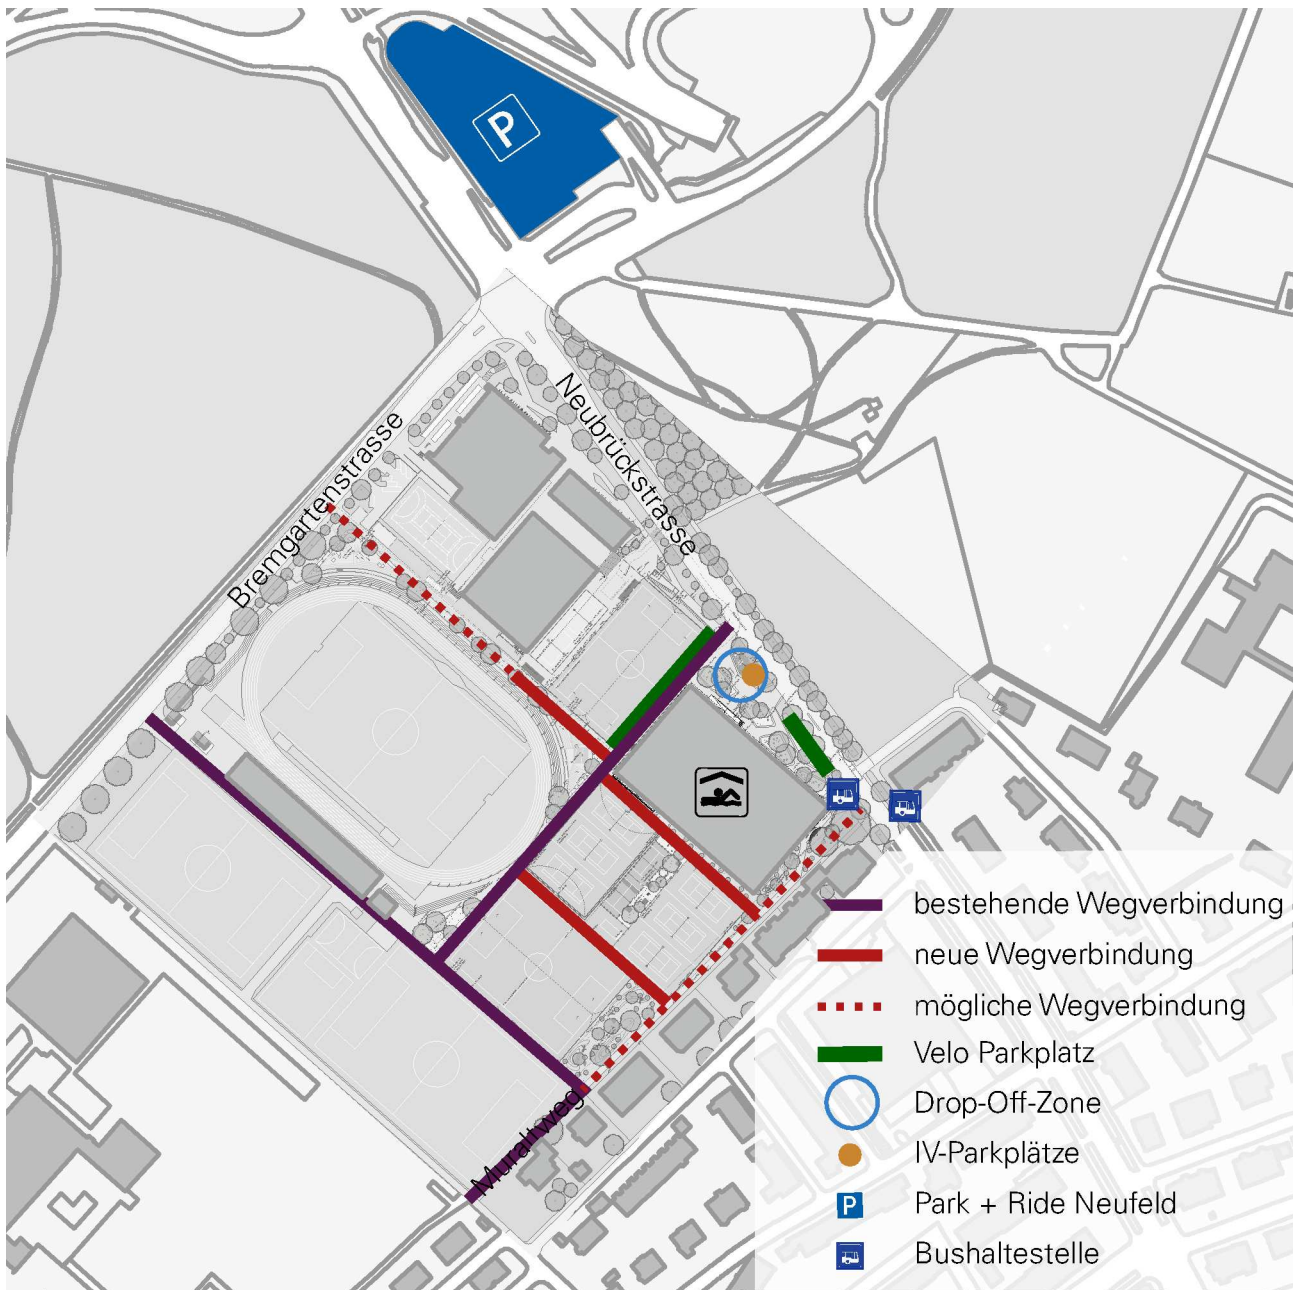 P
Neubrückstrasse
Bremgartenstrasse
Muraltweg
bestehende Wegverbindung
neue Wegverbindung
mögliche Wegverbindung
Velo Parkplatz
Drop-Off-Zone
IV-Parkplätze
P Park + Ride Neufeld
Bushaltestelle